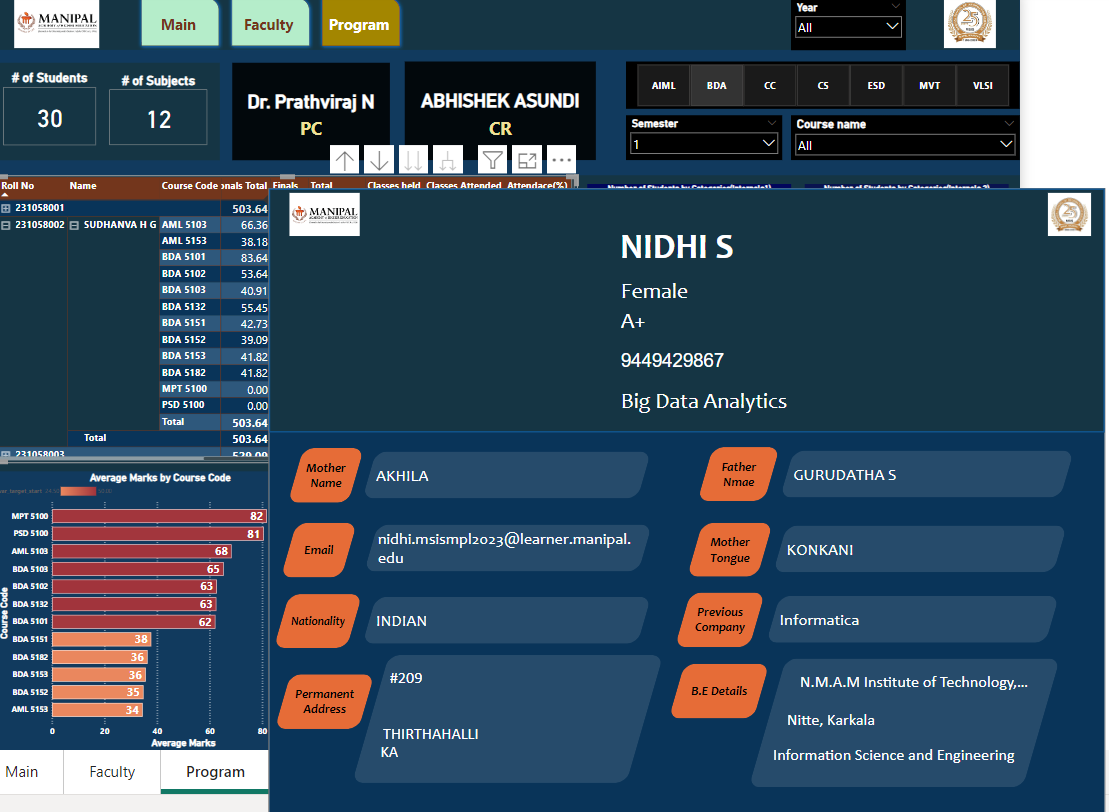 MANIPAL
Main
Faculty
Program
Year
All
# of Students
30
# of Subjects
12
Dr. Prathviraj N
PC
ABHISHEK ASUNDI
CR
AIML BDA CC CS ESD MVT VLSI
Semester
1
Course name
All
Roll No Name Course Code Total Finals Total Classes held Classes Attended Attendace(%)
231058001 503.64
231058002 SUDHANVA H G AML 5103 66.36
AML 5153 38.18
BDA 5101 83.64
BDA 5102 53.64
BDA 5103 40.91
BDA 5132 55.45
BDA 5151 42.73
BDA 5152 39.09
BDA 5153 41.82
BDA 5182 41.82
MPT 5100 0.00
PSD 5100 0.00
Total 503.64
Total 503.64
231058003 529.09
Average Marks by Course Code
Course Code
MPT 5100 82
PSD 5100 81
AML 5103 68
BDA 5103 65
BDA 5102 63
BDA 5132 63
BDA 5101 62
BDA 5151 38
BDA 5182 36
BDA 5153 36
BDA 5152 35
AML 5153 34
0 20 40 60 80
Average Marks
Main
Faculty
Program
MANIPAL
NIDHI S
Female
A+
9449429867
Big Data Analytics
Mother
Name
AKHILA
Father
Nmae
GURUDATHA S
Email
nidhi.msismpl2023@learner.manipal.
edu
Mother
Tongue
KONKANI
Nationality
INDIAN
Previous
Company
Informatica
Permanent
Address
#209
THIRTHAHALLI
KA
B.E Details
N.M.A.M Institute of Technology,...
Nitte, Karkala
Information Science and Engineering